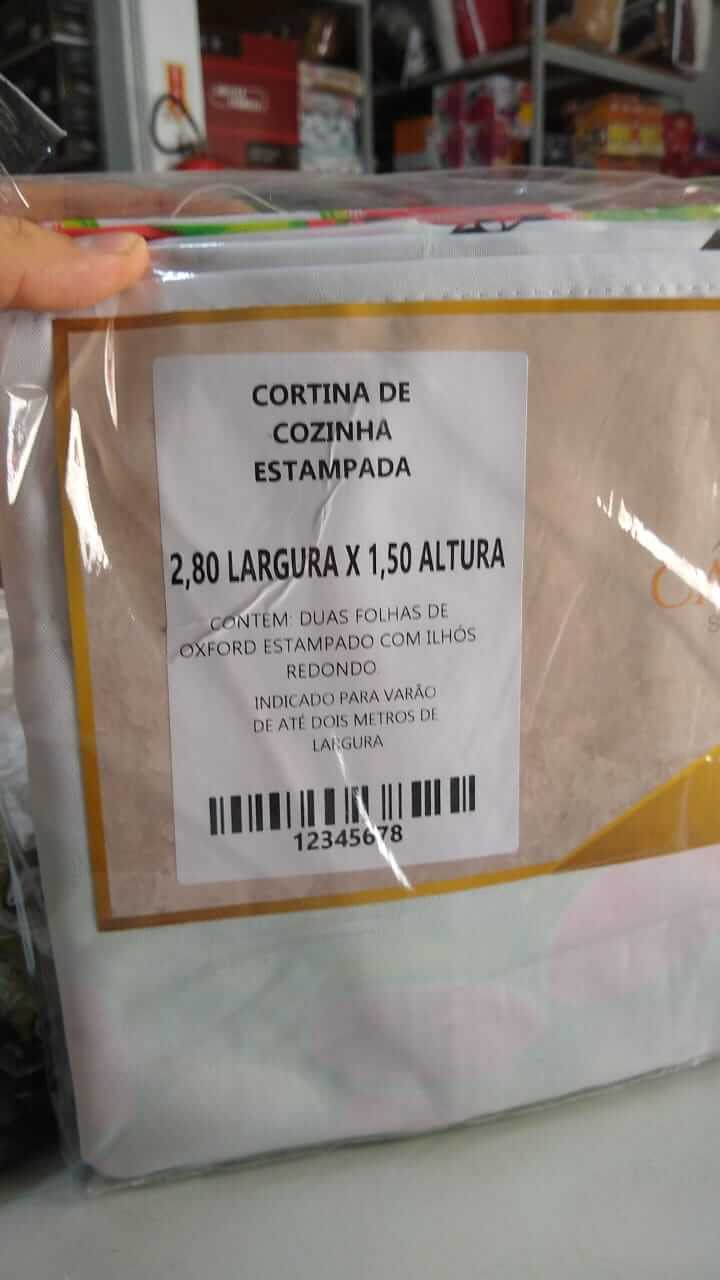 CORTINA DE
COZINHA
ESTAMPADA
2,80 LARGURA X 1,50 ALTURA
CONTEM: DUAS FOLHAS DE
OXFORD ESTAMPADO COM ILHÓS
REDONDO.
INDICADO PARA VARÃO
DE ATÉ DOIS METROS DE
LARGURA
12345678